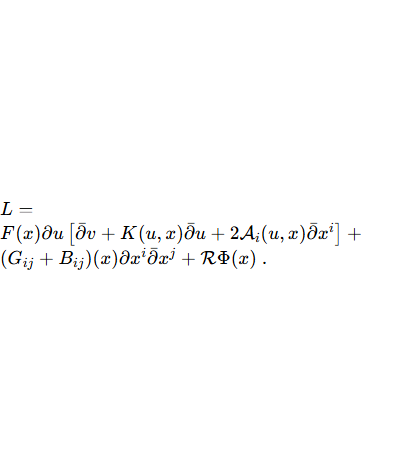 L =
F(x)∂u [∂̄v + K(u, x)∂̄u + 2𝒜ᵢ(u, x)∂̄xⁱ] +
(Gᵢⱼ + Bᵢⱼ)(x)∂xⁱ∂̄xʲ + ℛΦ(x) .